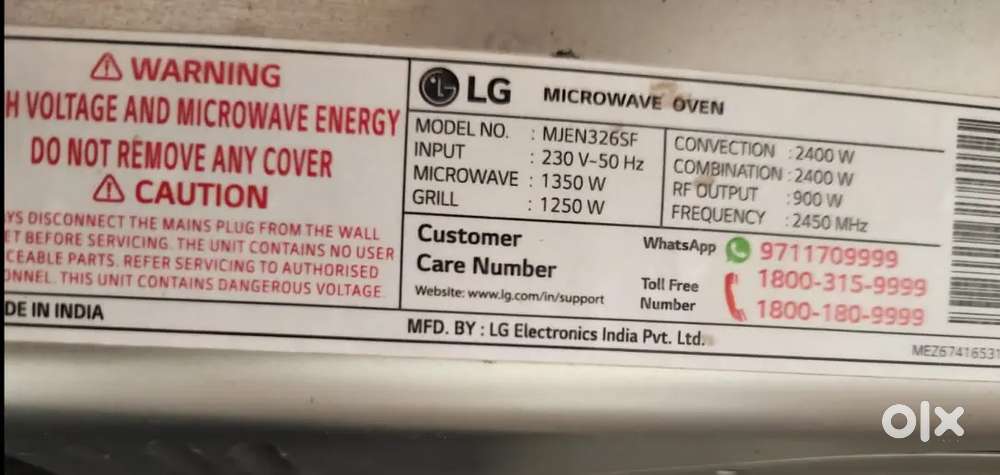 WARNING
H VOLTAGE AND MICROWAVE ENERGY
DO NOT REMOVE ANY COVER
CAUTION
YS DISCONNECT THE MAINS PLUG FROM THE WALL
ET BEFORE SERVICING. THE UNIT CONTAINS NO USER
CEABLE PARTS. REFER SERVICING TO AUTHORISED
ONNEL. THIS UNIT CONTAINS DANGEROUS VOLTAGE.
DE IN INDIA
LG MICROWAVE OVEN
MODEL NO. : MJEN326SF
INPUT : 230 V~50 Hz
MICROWAVE : 1350 W
GRILL : 1250 W
CONVECTION : 2400 W
COMBINATION : 2400 W
RF OUTPUT : 900 W
FREQUENCY : 2450 MHz
Customer
Care Number
Website: www.lg.com/in/support
WhatsApp 9711709999
Toll Free
Number
1800-315-9999
1800-180-9999
MFD. BY : LG Electronics India Pvt. Ltd.
MEZ67416531
olx